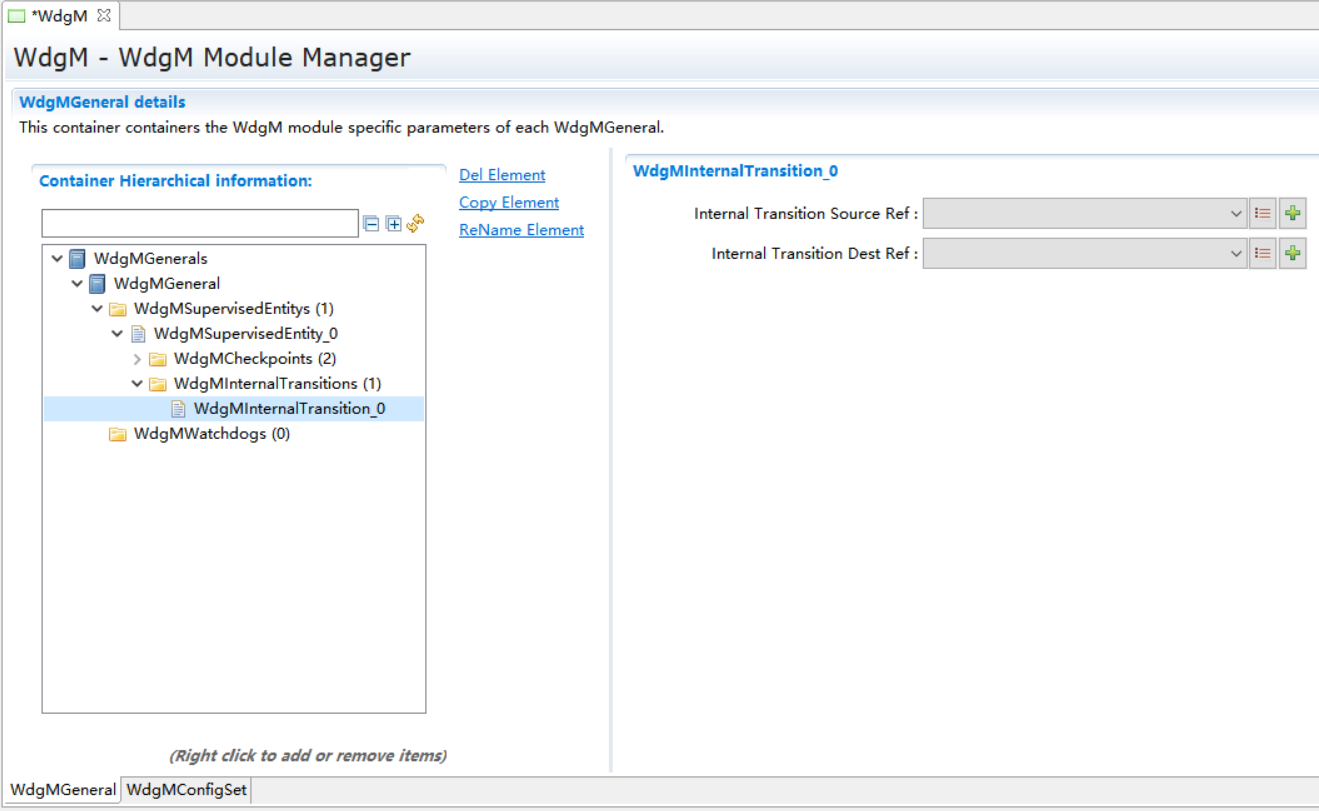 *WdgM
WdgM - WdgM Module Manager
WdgMGeneral details
This container containers the WdgM module specific parameters of each WdgMGeneral.
Container Hierarchical information:
Del Element
Copy Element
ReName Element
WdgMGenerals
WdgMGeneral
WdgMSupervisedEntitys (1)
WdgMSupervisedEntity_0
WdgMCheckpoints (2)
WdgMInternalTransitions (1)
WdgMInternalTransition_0
WdgMWatchdogs (0)
(Right click to add or remove items)
WdgMInternalTransition_0
Internal Transition Source Ref :
Internal Transition Dest Ref :
WdgMGeneral WdgMConfigSet